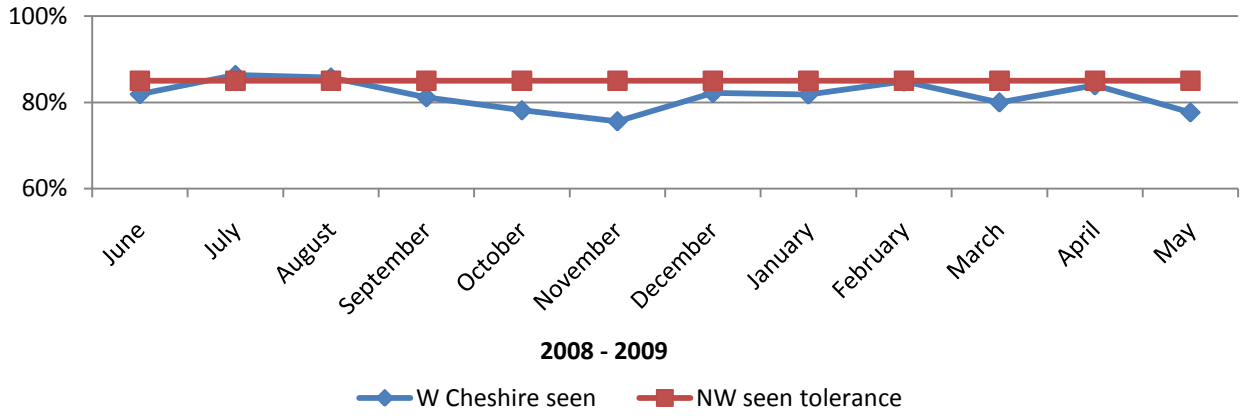 100%
80%
60%
June
July
August
September
October
November
December
January
February
March
April
May
2008 - 2009
W Cheshire seen
NW seen tolerance